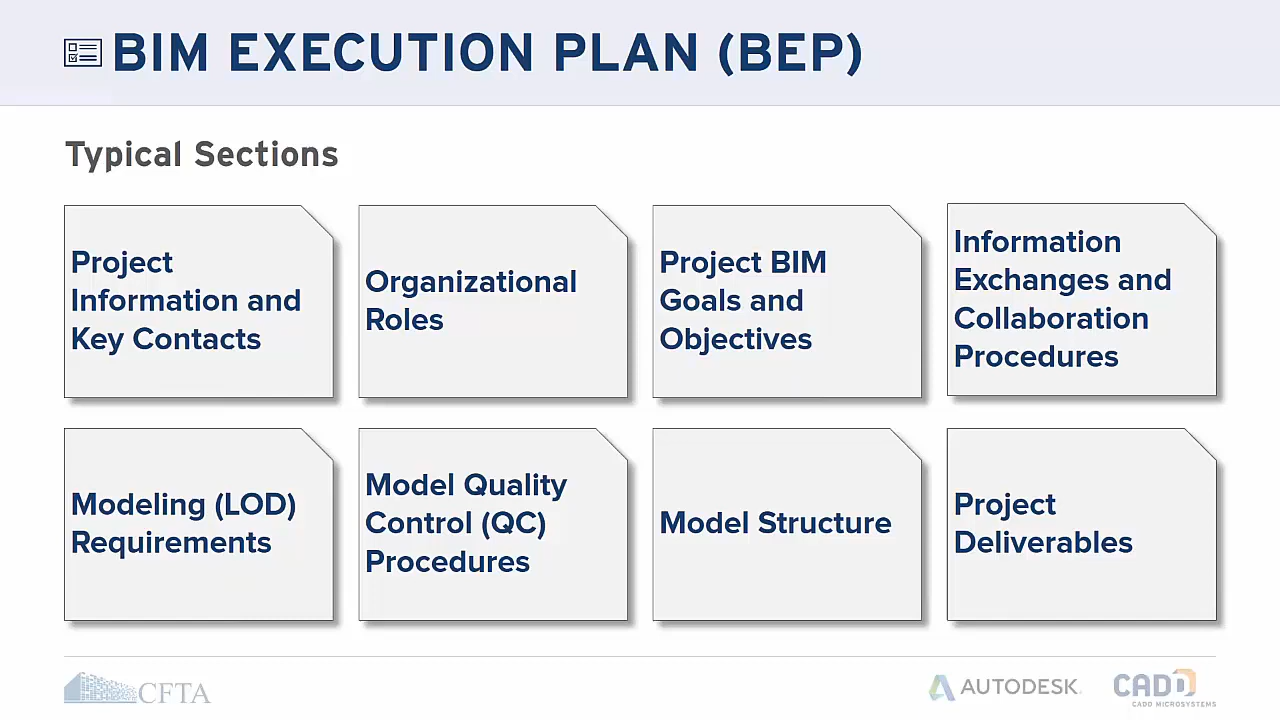 BIM EXECUTION PLAN (BEP)
Typical Sections
Project
Information and
Key Contacts
Organizational
Roles
Project BIM
Goals and
Objectives
Information
Exchanges and
Collaboration
Procedures
Modeling (LOD)
Requirements
Model Quality
Control (QC)
Procedures
Model Structure
Project
Deliverables
CFTA
AUTODESK.
CADD
CADD MICROSYSTEMS